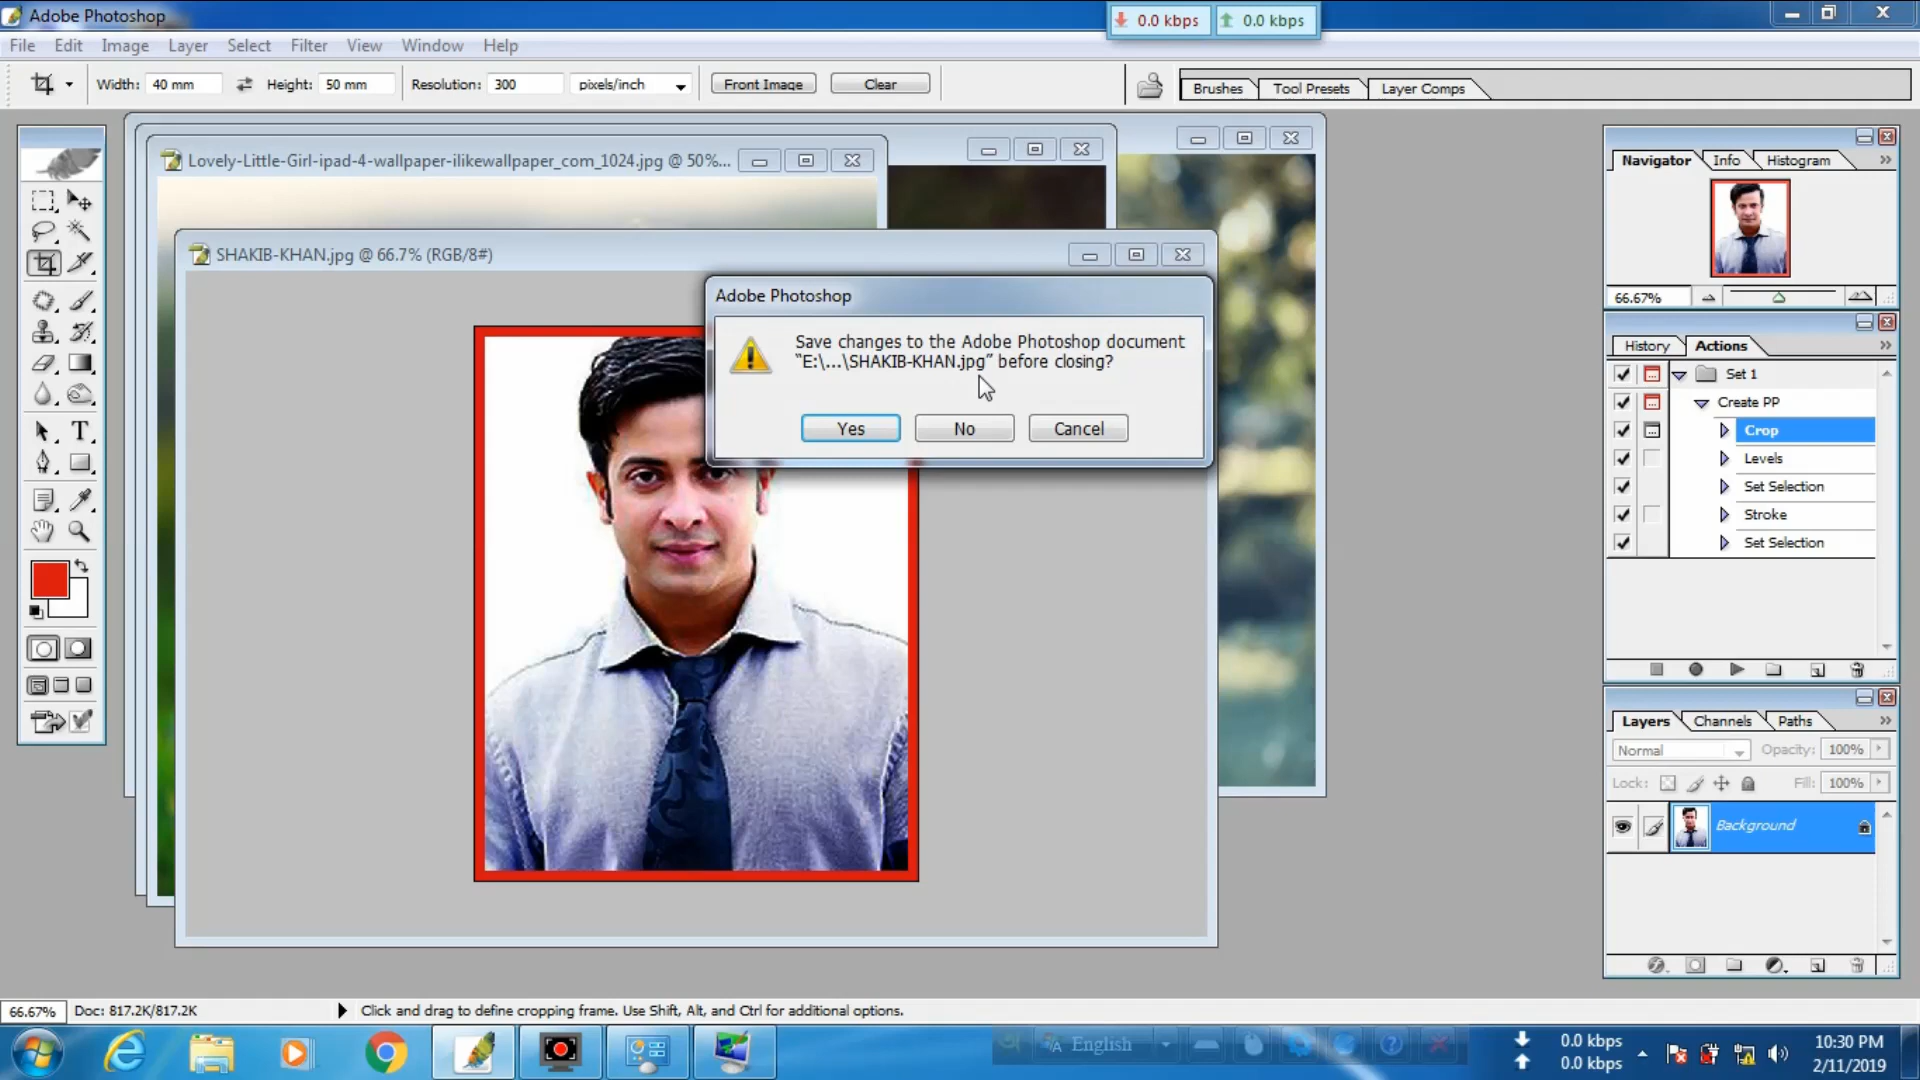 Adobe Photoshop
0.0 kbps 0.0 kbps
File Edit Image Layer Select Filter View Window Help
Width: 40 mm Height: 50 mm Resolution: 300 pixels/inch Front Image Clear
Brushes Tool Presets Layer Comps
Lovely-Little-Girl-ipad-4-wallpaper-ilikewallpaper_com_1024.jpg @ 50%...
SHAKIB-KHAN.jpg @ 66.7% (RGB/8#)
Adobe Photoshop
Save changes to the Adobe Photoshop document
"E:\...\SHAKIB-KHAN.jpg" before closing?
Yes No Cancel
Navigator Info Histogram
66.67%
History Actions
Set 1
Create PP
Crop
Levels
Set Selection
Stroke
Set Selection
Layers Channels Paths
Normal Opacity: 100%
Lock: Fill: 100%
Background
66.67% Doc: 817.2K/817.2K Click and drag to define cropping frame. Use Shift, Alt, and Ctrl for additional options.
English
0.0 kbps
0.0 kbps
10:30 PM
2/11/2019